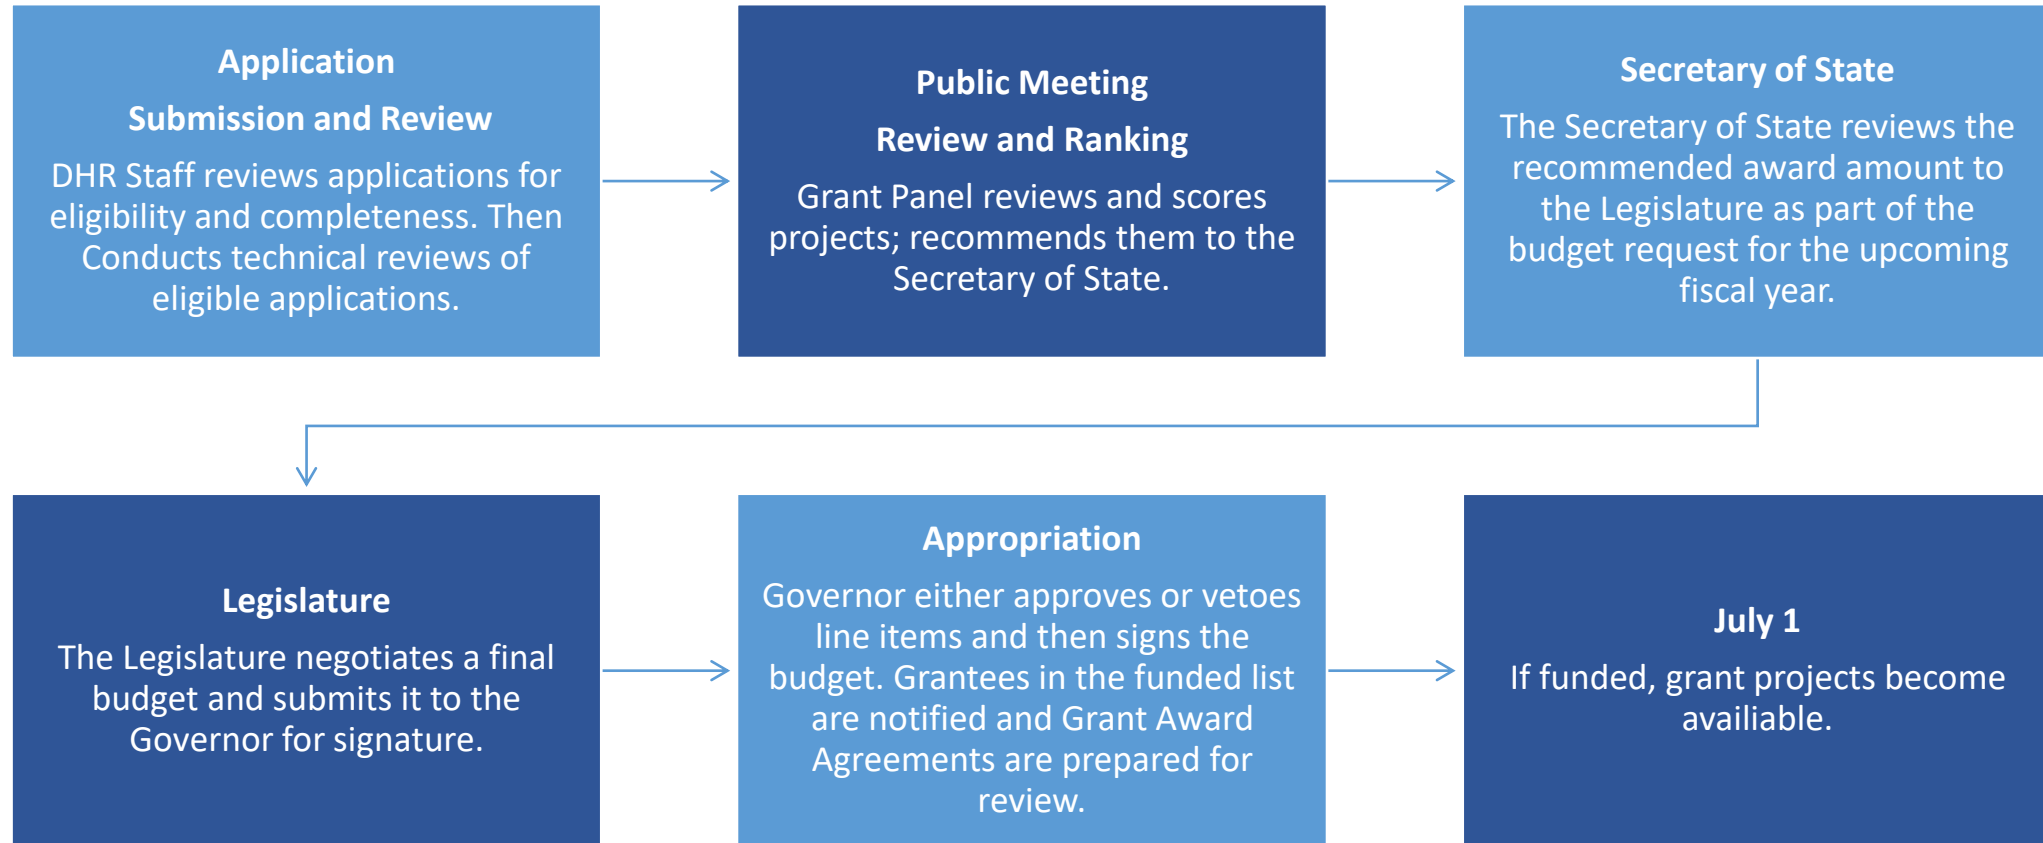 Application
Submission and Review
DHR Staff reviews applications for
eligibility and completeness. Then
Conducts technical reviews of
eligible applications.
Public Meeting
Review and Ranking
Grant Panel reviews and scores
projects; recommends them to the
Secretary of State.
Secretary of State
The Secretary of State reviews the
recommended award amount to
the Legislature as part of the
budget request for the upcoming
fiscal year.
Legislature
The Legislature negotiates a final
budget and submits it to the
Governor for signature.
Appropriation
Governor either approves or vetoes
line items and then signs the
budget. Grantees in the funded list
are notified and Grant Award
Agreements are prepared for
review.
July 1
If funded, grant projects become
availiable.